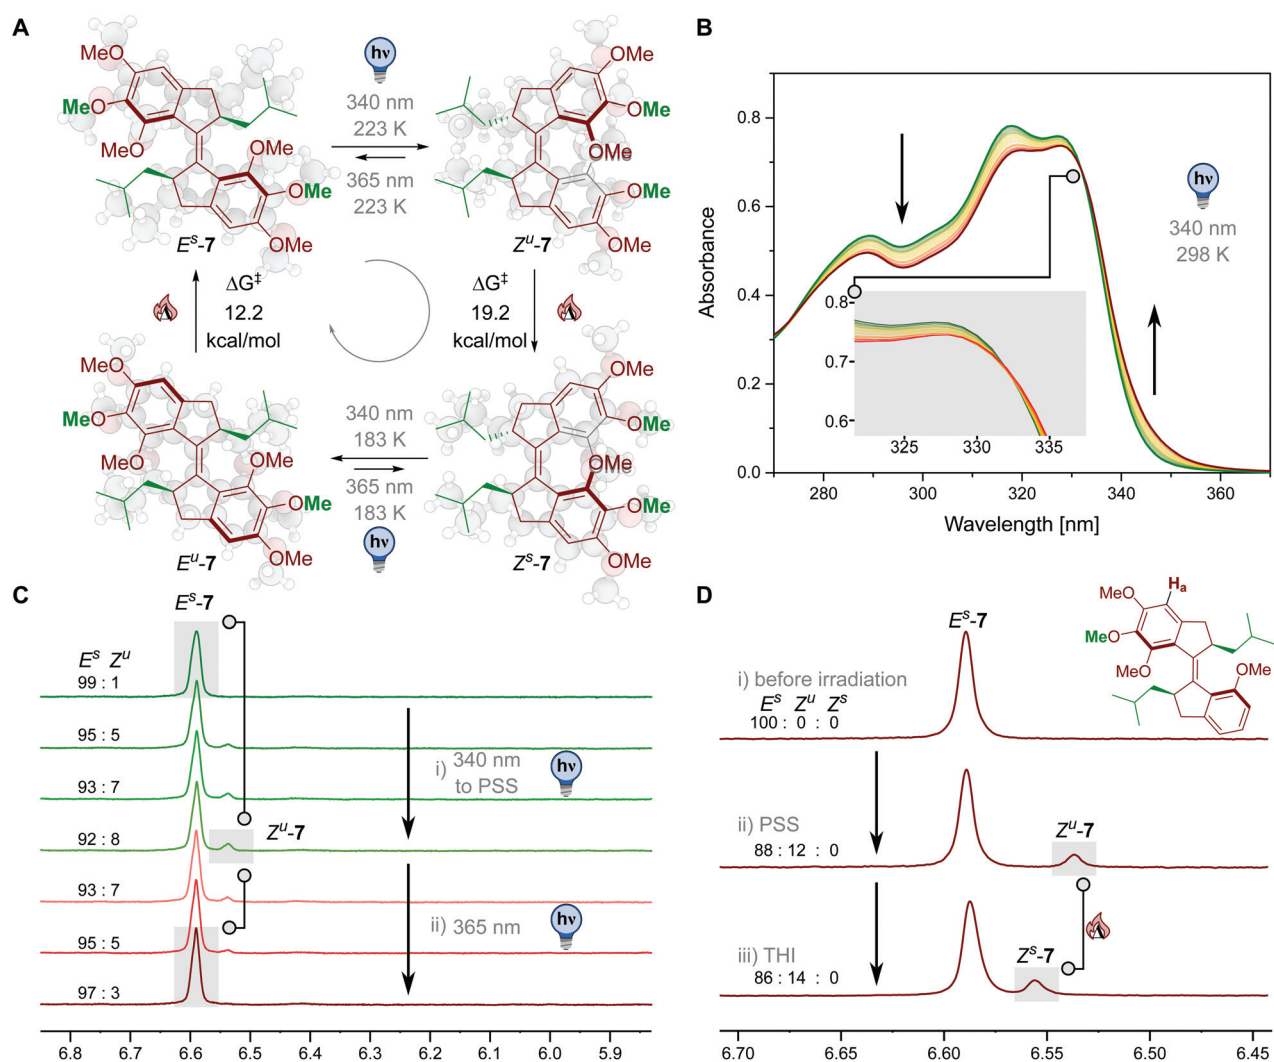 A
MeO
MeO
MeO
OMe
OMe
OMe
E^s-7
hν
340 nm
223 K
365 nm
223 K
OMe
OMe
OMe
OMe
OMe
Z^u-7
ΔG‡
12.2
kcal/mol
ΔG‡
19.2
kcal/mol
MeO
MeO
MeO
OMe
OMe
OMe
E^u-7
340 nm
183 K
365 nm
183 K
hν
OMe
OMe
OMe
OMe
OMe
Z^s-7
B
Absorbance
0.8
0.6
0.4
0.2
0.0
hν
340 nm
298 K
0.8
0.7
0.6
325 330 335
280 300 320 340 360
Wavelength [nm]
C
E^s-7
E^s Z^u
99 : 1
95 : 5
93 : 7
92 : 8
93 : 7
95 : 5
97 : 3
i) 340 nm
to PSS
hν
Z^u-7
ii) 365 nm
hν
6.8 6.7 6.6 6.5 6.4 6.3 6.2 6.1 6.0 5.9
D
E^s-7
i) before irradiation
E^s Z^u Z^s
100 : 0 : 0
H_a
MeO
MeO
MeO
OMe
ii) PSS
88 : 12 : 0
Z^u-7
iii) THI
86 : 14 : 0
Z^s-7
6.70 6.65 6.60 6.55 6.50 6.45